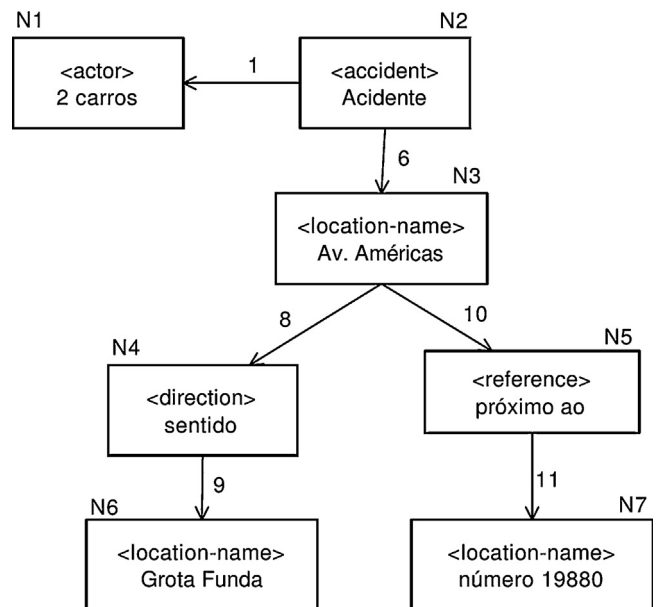 N1
N2
<actor>
2 carros
1
<accident>
Acidente
6
N3
<location-name>
Av. Américas
8
10
N4
N5
<direction>
sentido
<reference>
próximo ao
9
11
N6
N7
<location-name>
Grota Funda
<location-name>
número 19880